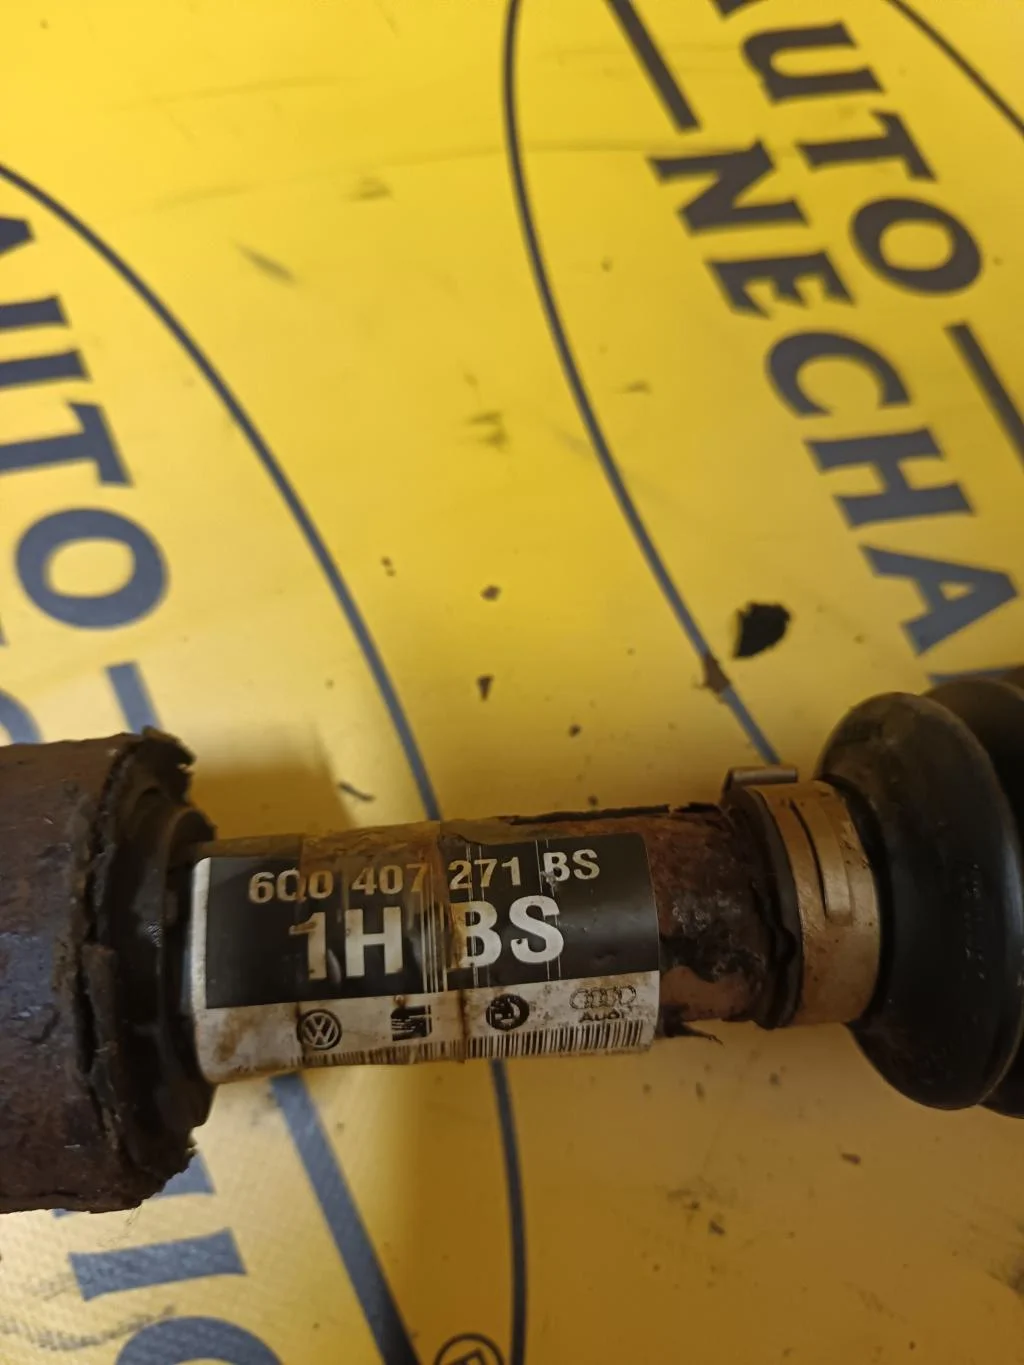 AUTO
NECHA
AUTO
6Q0 407 271 BS
1H BS
AUDI